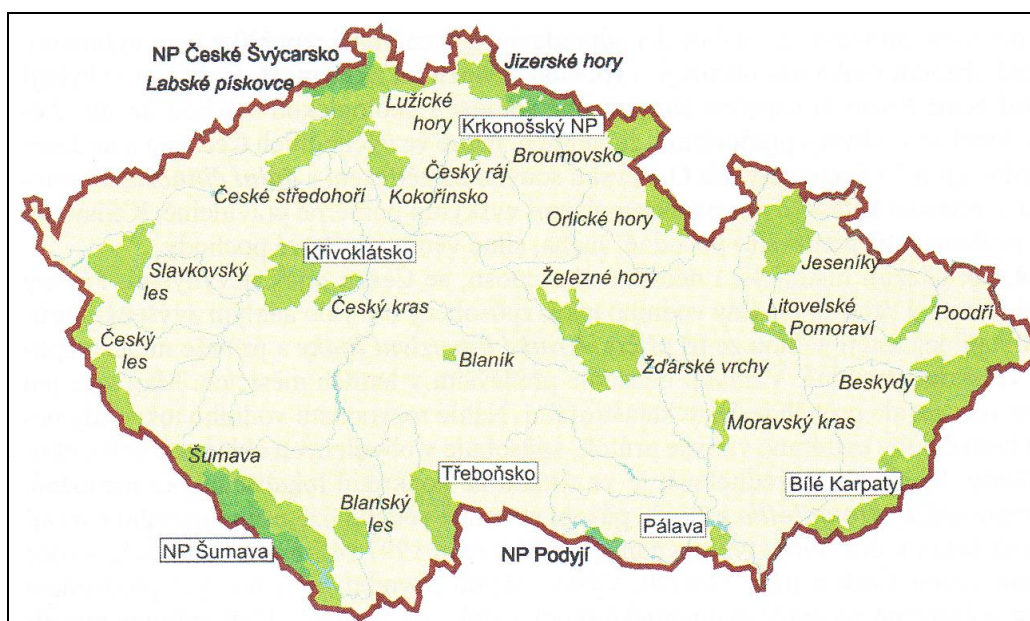 NP České Švýcarsko
Labské pískovce
Jizerské hory
Lužické
hory
Krkonošský NP
Broumovsko
Český ráj
České středohoří
Kokořínsko
Orlické hory
Slavkovský
les
Křivoklátsko
Český kras
Železné hory
Jeseníky
Litovelské
Pomoraví
Poodří
Český
les
Blaník
Žďárské vrchy
Beskydy
Moravský kras
Šumava
Třeboňsko
Blanský
les
Bílé Karpaty
Pálava
NP Šumava
NP Podyjí